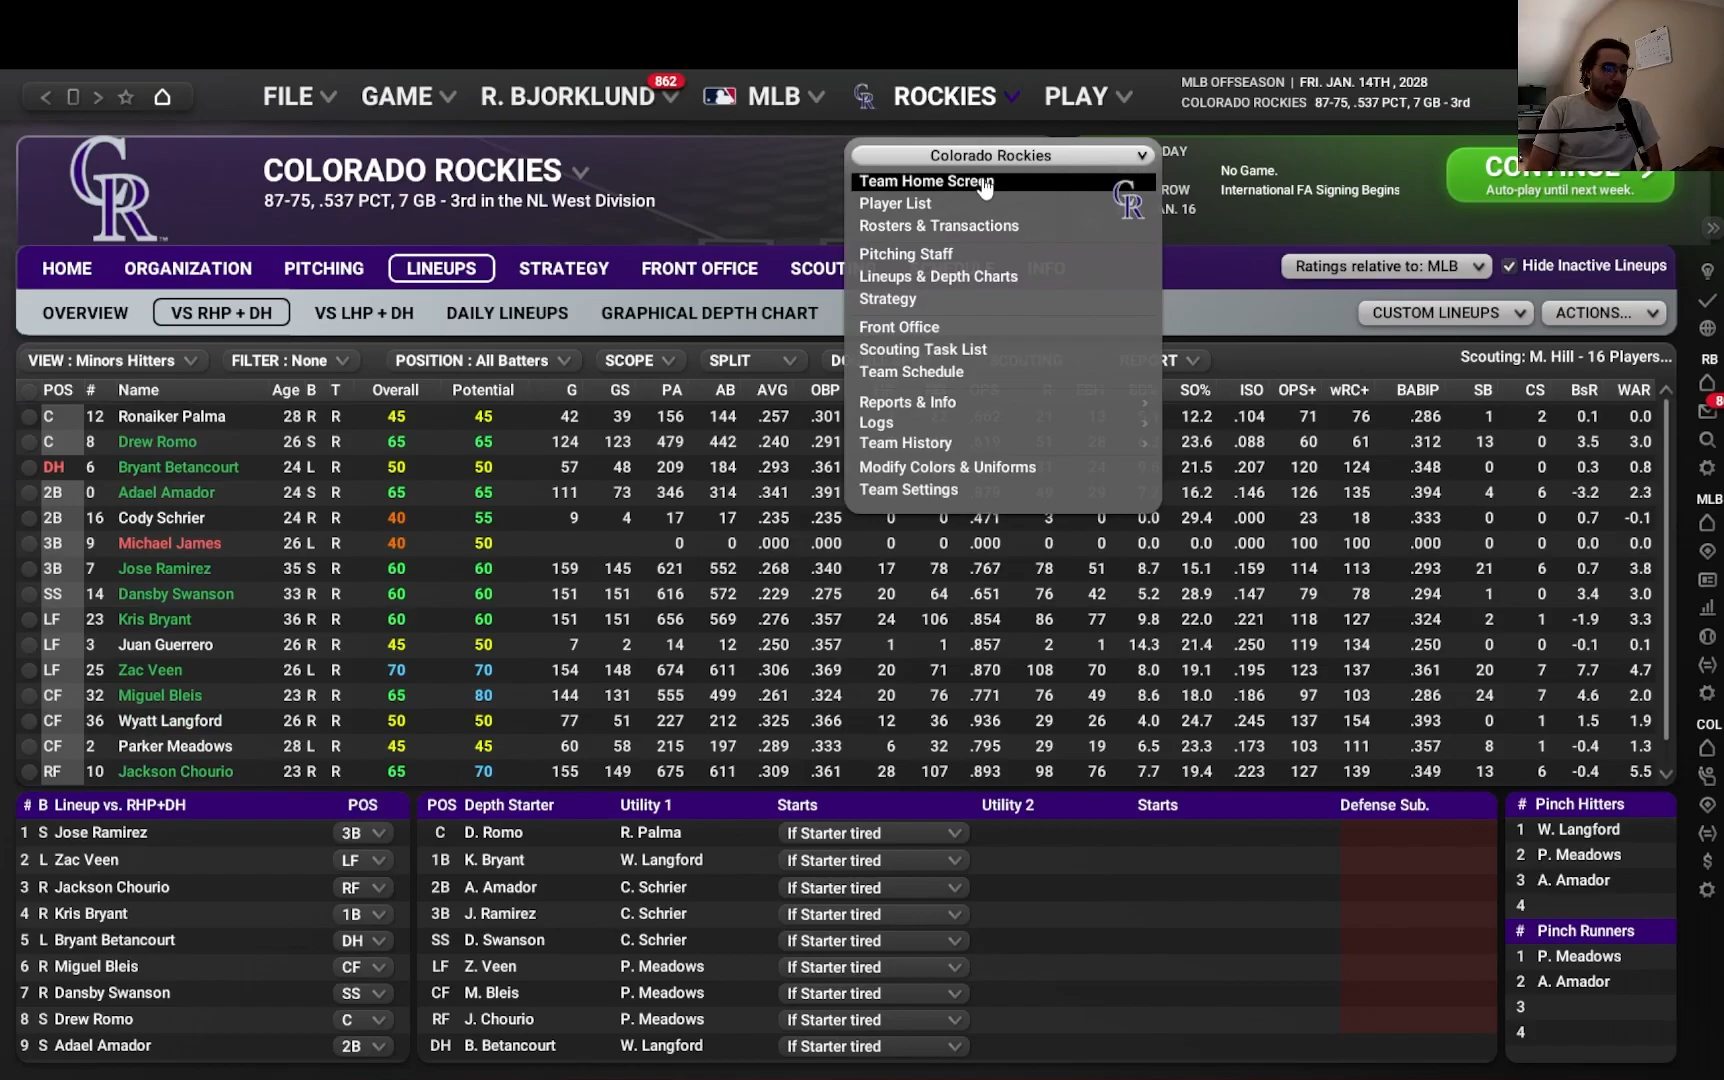 FILE GAME R. BJORKLUND 862 MLB ROCKIES PLAY
MLB OFFSEASON | FRI. JAN. 14TH, 2028
COLORADO ROCKIES 87-75, .537 PCT, 7 GB - 3rd
COLORADO ROCKIES
87-75, .537 PCT, 7 GB - 3rd in the NL West Division
Colorado Rockies
Team Home Screen
Player List
Rosters & Transactions
Pitching Staff
Lineups & Depth Charts
Strategy
Front Office
Scouting Task List
Team Schedule
Reports & Info
Logs
Team History
Modify Colors & Uniforms
Team Settings
DAY
No Game.
ROW
International FA Signing Begins
N. 16
Auto-play until next week.
HOME ORGANIZATION PITCHING LINEUPS STRATEGY FRONT OFFICE SCOUTI INFO
Ratings relative to: MLB Hide Inactive Lineups
OVERVIEW VS RHP + DH VS LHP + DH DAILY LINEUPS GRAPHICAL DEPTH CHART
CUSTOM LINEUPS ACTIONS...
VIEW : Minors Hitters FILTER : None POSITION : All Batters SCOPE SPLIT
Scouting: M. Hill - 16 Players...
POS # Name Age B T Overall Potential G GS PA AB AVG OBP SO% ISO OPS+ wRC+ BABIP SB CS BsR WAR
C 12 Ronaiker Palma 28 R R 45 45 42 39 156 144 .257 .301 12.2 .104 71 76 .286 1 2 0.1 0.0
C 8 Drew Romo 26 S R 65 65 124 123 479 442 .240 .291 23.6 .088 60 61 .312 13 0 3.5 3.0
DH 6 Bryant Betancourt 24 L R 50 50 57 48 209 184 .293 .361 21.5 .207 120 124 .348 0 0 0.3 0.8
2B 0 Adael Amador 24 S R 65 65 111 73 346 314 .341 .391 16.2 .146 126 135 .394 4 6 -3.2 2.3
2B 16 Cody Schrier 24 R R 40 55 9 4 17 17 .235 .235 0 0 .471 3 0 0.0 29.4 .000 23 18 .333 0 0 0.7 -0.1
3B 9 Michael James 26 L R 40 50 0 0 .000 .000 0 0 .000 0 0 0.0 0.0 .000 100 100 .000 0 0 0.0 0.0
3B 7 Jose Ramirez 35 S R 60 60 159 145 621 552 .268 .340 17 78 .767 78 51 8.7 15.1 .159 114 113 .293 21 6 0.7 3.8
SS 14 Dansby Swanson 33 R R 60 60 151 151 616 572 .229 .275 20 64 .651 76 42 5.2 28.9 .147 79 78 .294 1 0 3.4 3.0
LF 23 Kris Bryant 36 R R 60 60 151 151 656 569 .276 .357 24 106 .854 86 77 9.8 22.0 .221 118 127 .324 2 1 -1.9 3.3
LF 3 Juan Guerrero 26 R R 45 50 7 2 14 12 .250 .357 1 1 .857 2 1 14.3 21.4 .250 119 134 .250 0 0 -0.1 0.1
LF 25 Zac Veen 26 L R 70 70 154 148 674 611 .306 .369 20 71 .870 108 70 8.0 19.1 .195 123 137 .361 20 7 7.7 4.7
CF 32 Miguel Bleis 23 R R 65 80 144 131 555 499 .261 .324 20 76 .771 76 49 8.6 18.0 .186 97 103 .286 24 7 4.6 2.0
CF 36 Wyatt Langford 26 R R 50 50 77 51 227 212 .325 .366 12 36 .936 29 26 4.0 24.7 .245 137 154 .393 0 1 1.5 1.9
CF 2 Parker Meadows 28 L R 45 45 60 58 215 197 .289 .333 6 32 .795 29 19 6.5 23.3 .173 103 111 .357 8 1 -0.4 1.3
RF 10 Jackson Chourio 23 R R 65 70 155 149 675 611 .309 .361 28 107 .893 98 76 7.7 19.4 .223 127 139 .349 13 6 -0.4 5.5
# B Lineup vs. RHP+DH POS
1 S Jose Ramirez 3B
2 L Zac Veen LF
3 R Jackson Chourio RF
4 R Kris Bryant 1B
5 L Bryant Betancourt DH
6 R Miguel Bleis CF
7 R Dansby Swanson SS
8 S Drew Romo C
9 S Adael Amador 2B
POS Depth Starter Utility 1 Starts Utility 2 Starts Defense Sub.
C D. Romo R. Palma If Starter tired
1B K. Bryant W. Langford If Starter tired
2B A. Amador C. Schrier If Starter tired
3B J. Ramirez C. Schrier If Starter tired
SS D. Swanson C. Schrier If Starter tired
LF Z. Veen P. Meadows If Starter tired
CF M. Bleis P. Meadows If Starter tired
RF J. Chourio P. Meadows If Starter tired
DH B. Betancourt W. Langford If Starter tired
# Pinch Hitters
1 W. Langford
2 P. Meadows
3 A. Amador
4
# Pinch Runners
1 P. Meadows
2 A. Amador
3
4
RB
MLB
COL